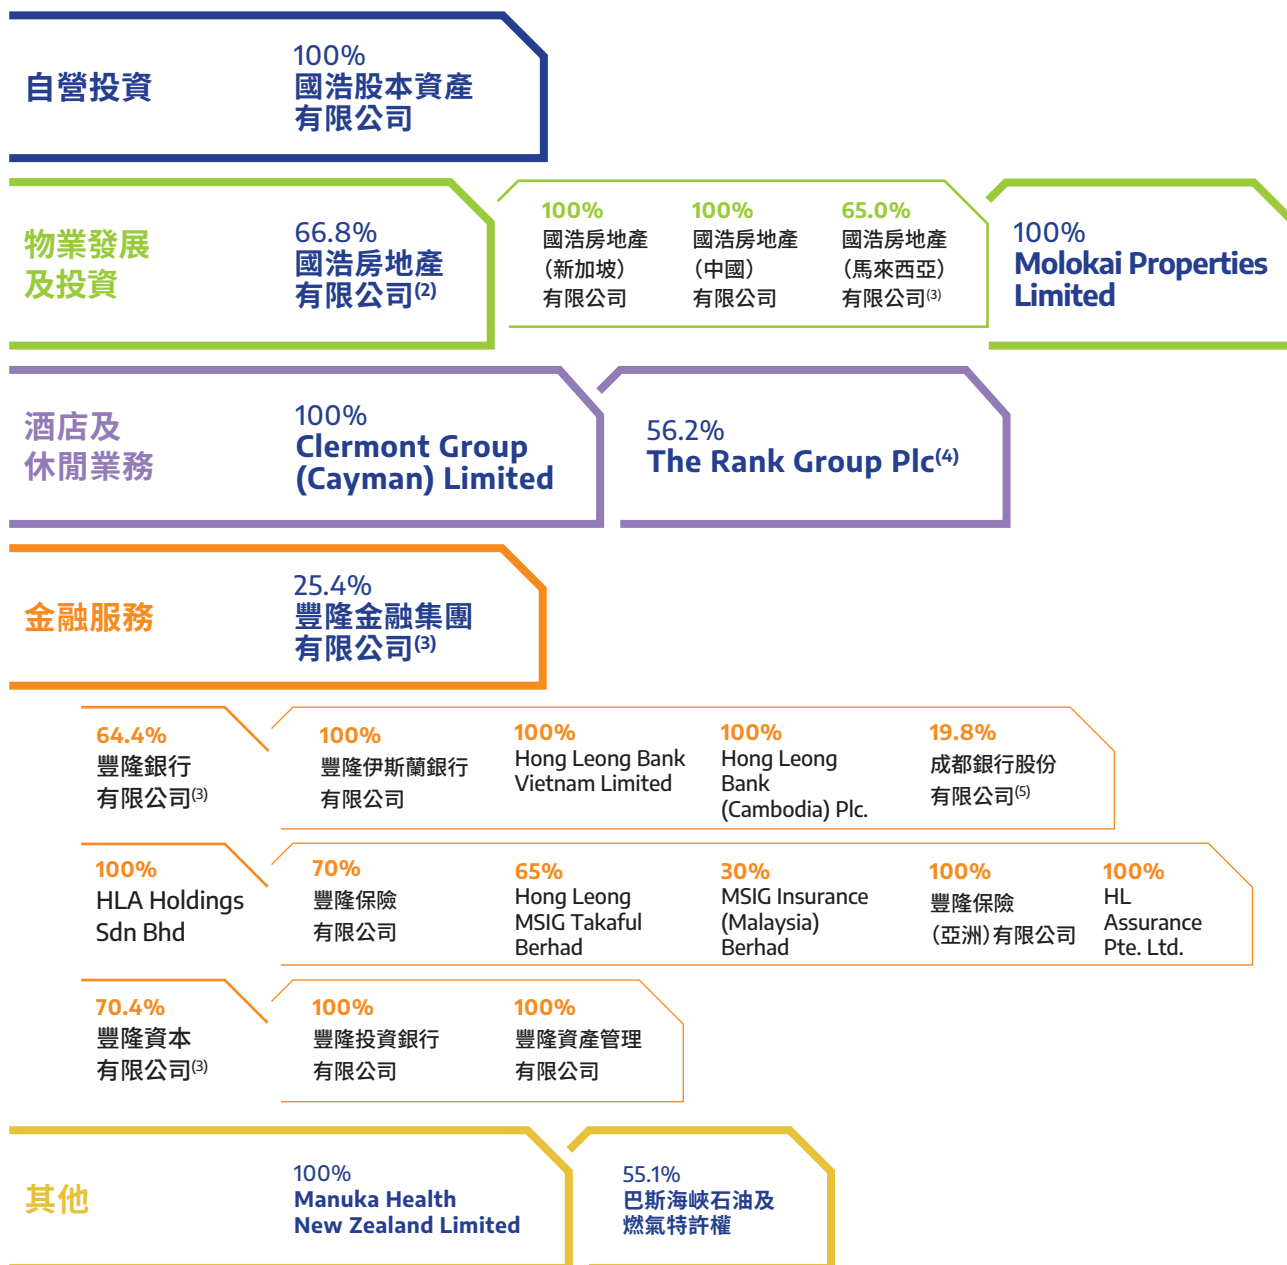 自營投資
100%
國浩股本資產
有限公司
物業發展
及投資
66.8%
國浩房地產
有限公司(2)
100%
國浩房地產
（新加坡）
有限公司
100%
國浩房地產
（中國）
有限公司
65.0%
國浩房地產
（馬來西亞）
有限公司(3)
100%
Molokai Properties
Limited
酒店及
休閒業務
100%
Clermont Group
(Cayman) Limited
56.2%
The Rank Group Plc(4)
金融服務
25.4%
豐隆金融集團
有限公司(3)
64.4%
豐隆銀行
有限公司(3)
100%
豐隆伊斯蘭銀行
有限公司
100%
Hong Leong Bank
Vietnam Limited
100%
Hong Leong
Bank
(Cambodia) Plc.
19.8%
成都銀行股份
有限公司(5)
100%
HLA Holdings
Sdn Bhd
70%
豐隆保險
有限公司
65%
Hong Leong
MSIG Takaful
Berhad
30%
MSIG Insurance
(Malaysia)
Berhad
100%
豐隆保險
（亞洲）有限公司
100%
HL
Assurance
Pte. Ltd.
70.4%
豐隆資本
有限公司(3)
100%
豐隆投資銀行
有限公司
100%
豐隆資產管理
有限公司
其他
100%
Manuka Health
New Zealand Limited
55.1%
巴斯海峽石油及
燃氣特許權